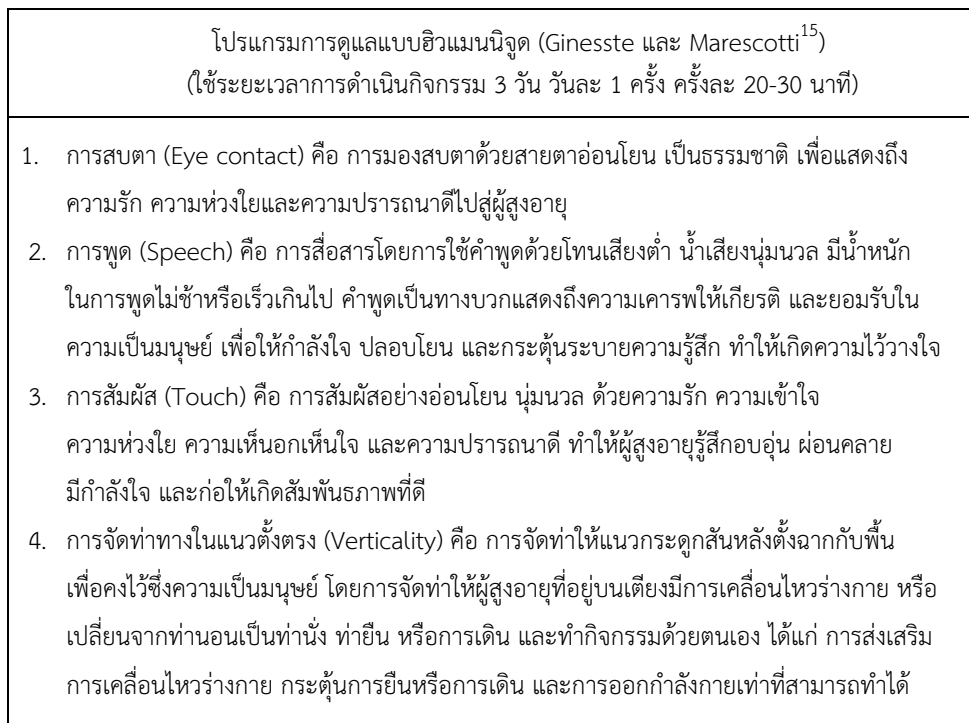 โปรแกรมการดูแลแบบฮิวแมนนิจูด (Ginesste และ Marescotti15)
(ใช้ระยะเวลาการดำเนินกิจกรรม 3 วัน วันละ 1 ครั้ง ครั้งละ 20-30 นาที)
1. การสบตา (Eye contact) คือ การมองสบตาด้วยสายตาอ่อนโยน เป็นธรรมชาติ เพื่อแสดงถึง
ความรัก ความห่วงใยและความปรารถนาดีไปสู่ผู้สูงอายุ
2. การพูด (Speech) คือ การสื่อสารโดยการใช้คำพูดด้วยโทนเสียงต่ำ น้ำเสียงนุ่มนวล มีน้ำหนัก
ในการพูดไม่ช้าหรือเร็วเกินไป คำพูดเป็นทางบวกแสดงถึงความเคารพให้เกียรติ และยอมรับใน
ความเป็นมนุษย์ เพื่อให้กำลังใจ ปลอบโยน และกระตุ้นระบายความรู้สึก ทำให้เกิดความไว้วางใจ
3. การสัมผัส (Touch) คือ การสัมผัสอย่างอ่อนโยน นุ่มนวล ด้วยความรัก ความเข้าใจ
ความห่วงใย ความเห็นอกเห็นใจ และความปรารถนาดี ทำให้ผู้สูงอายุรู้สึกอบอุ่น ผ่อนคลาย
มีกำลังใจ และก่อให้เกิดสัมพันธภาพที่ดี
4. การจัดท่าทางในแนวตั้งตรง (Verticality) คือ การจัดท่าให้แนวกระดูกสันหลังตั้งฉากกับพื้น
เพื่อคงไว้ซึ่งความเป็นมนุษย์ โดยการจัดท่าให้ผู้สูงอายุที่อยู่บนเตียงมีการเคลื่อนไหวร่างกาย หรือ
เปลี่ยนจากท่านอนเป็นท่านั่ง ท่ายืน หรือการเดิน และทำกิจกรรมด้วยตนเอง ได้แก่ การส่งเสริม
การเคลื่อนไหวร่างกาย กระตุ้นการยืนหรือการเดิน และการออกกำลังกายเท่าที่สามารถทำได้